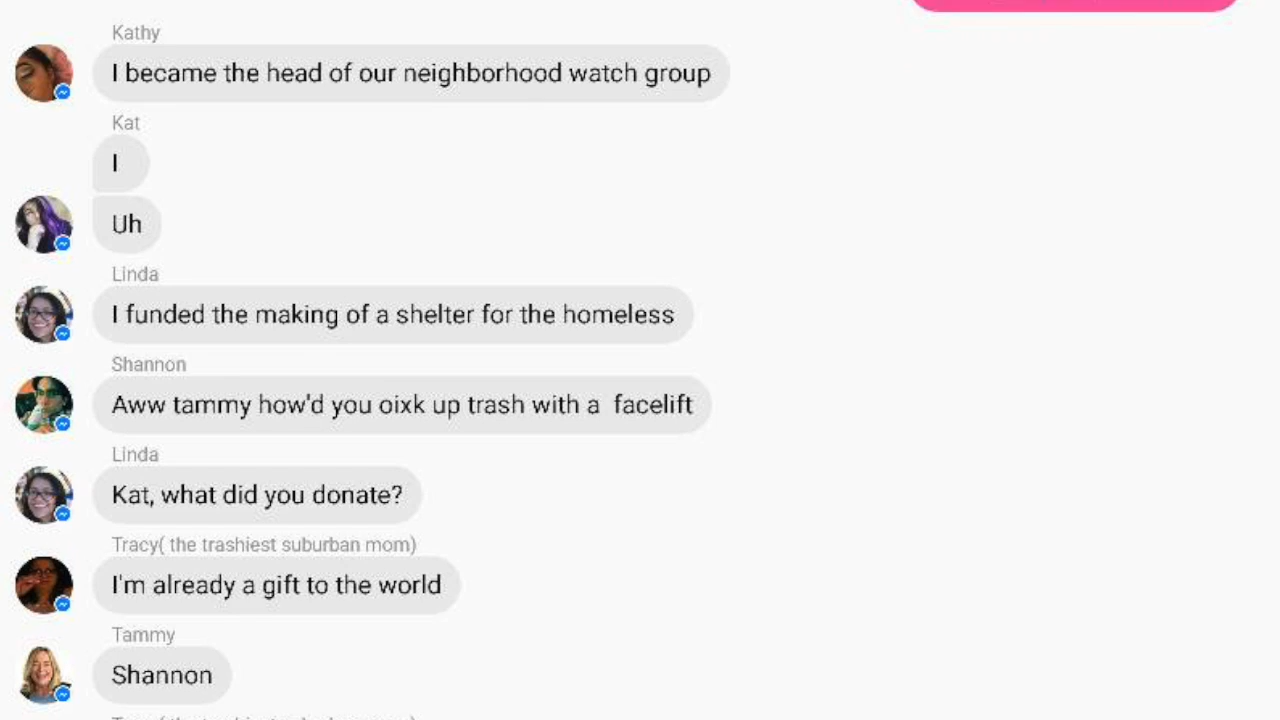 Kathy
I became the head of our neighborhood watch group
Kat
I
Uh
Linda
I funded the making of a shelter for the homeless
Shannon
Aww tammy how'd you oixk up trash with a  facelift
Linda
Kat, what did you donate?
Tracy( the trashiest suburban mom)
I'm already a gift to the world
Tammy
Shannon